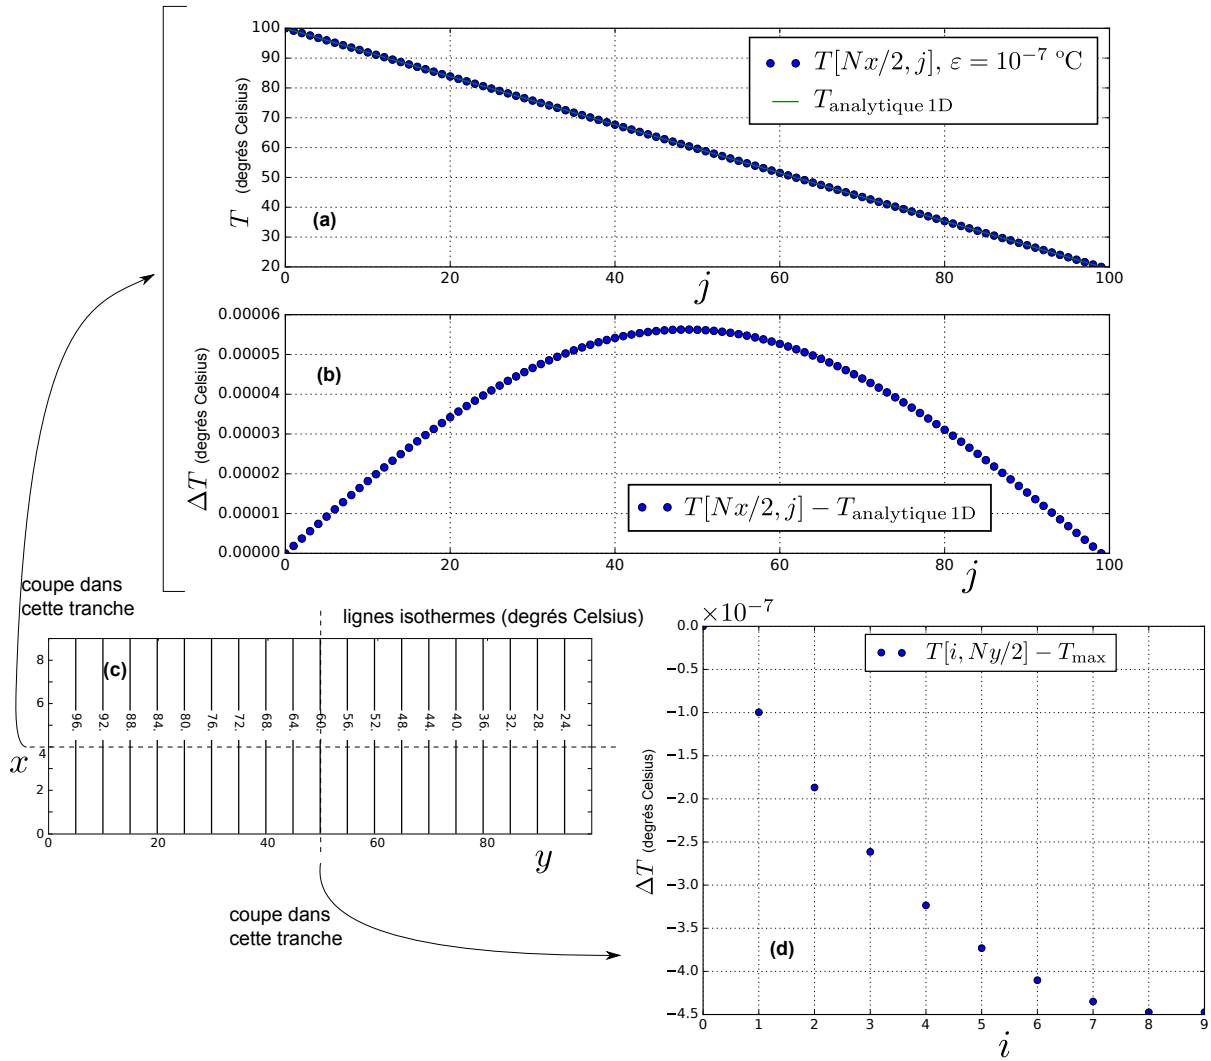 100
90
80
70
60
50
40
30
20
T (degrés Celsius)
T[Nx/2, j], ε = 10⁻⁷ °C
T_analytique 1D
(a)
0 20 40 60 80 100
j
0.00006
0.00005
0.00004
0.00003
0.00002
0.00001
0.00000
ΔT (degrés Celsius)
(b)
T[Nx/2, j] − T_analytique 1D
0 20 40 60 80 100
j
coupe dans
cette tranche
lignes isothermes (degrés Celsius)
(c)
8
6
4
2
0
x
96. 92. 88. 84. 80. 76. 72. 68. 64. 60. 56. 52. 48. 44. 40. 36. 32. 28. 24.
0 20 40 60 80
y
coupe dans
cette tranche
×10⁻⁷
0.0
−0.5
−1.0
−1.5
−2.0
−2.5
−3.0
−3.5
−4.0
−4.5
ΔT (degrés Celsius)
T[i, Ny/2] − T_max
(d)
0 1 2 3 4 5 6 7 8 9
i